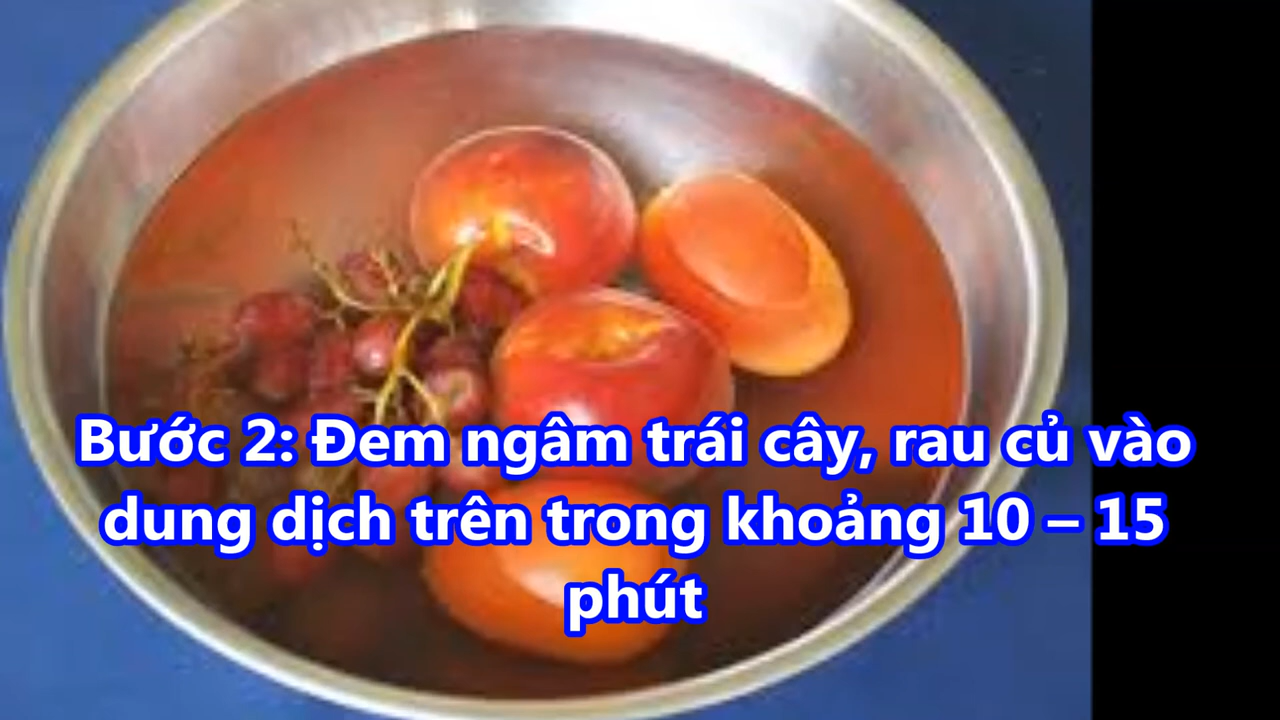 Bước 2: Đem ngâm trái cây, rau củ vào
dung dịch trên trong khoảng 10 – 15
phút